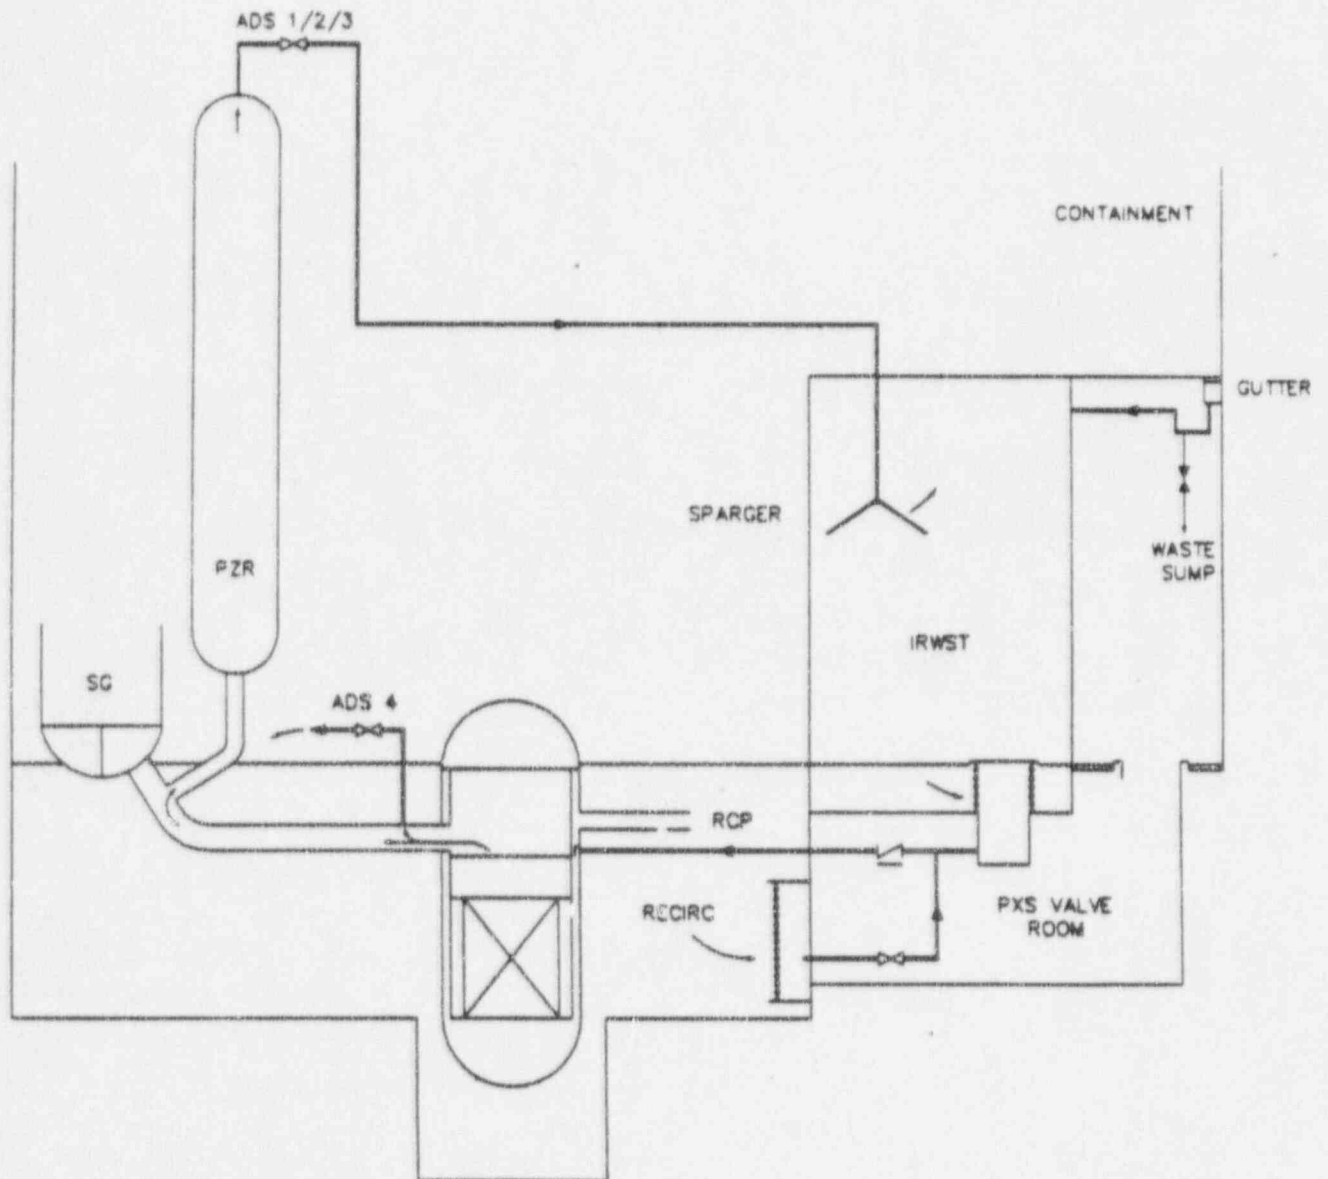 ADS 1/2/3
CONTAINMENT
GUTTER
SPARGER
WASTE
SUMP
PZR
IRWST
SG
ADS 4
RCP
RECIRC
PXS VALVE
ROOM